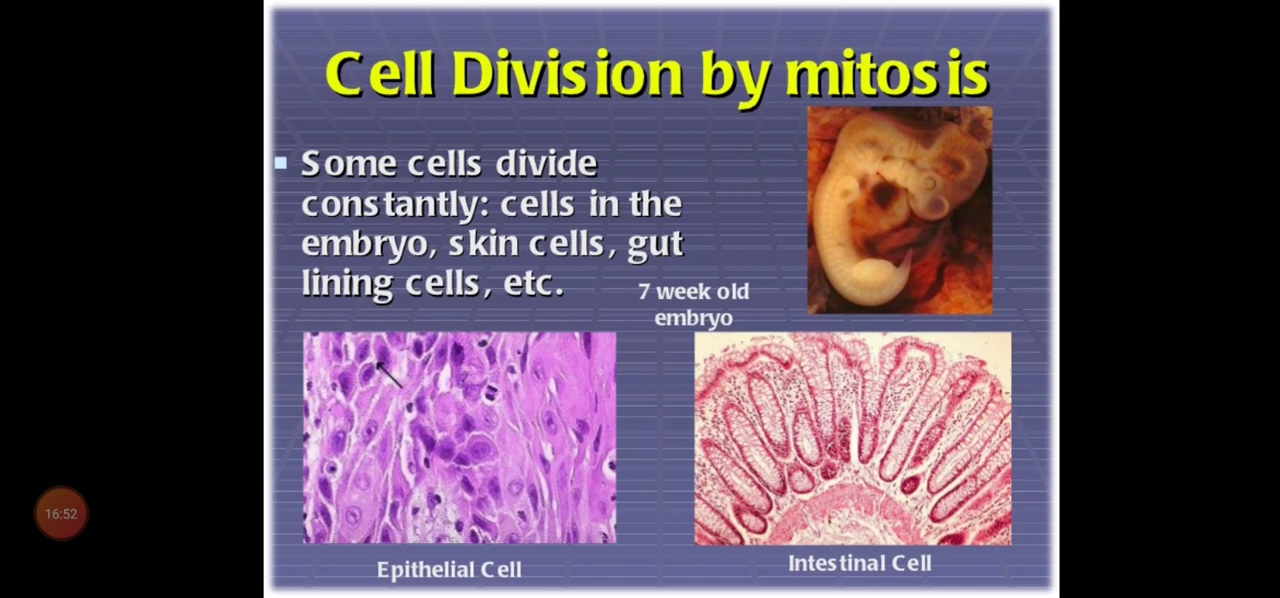 Cell Division by mitosis
Some cells divide
constantly: cells in the
embryo, skin cells, gut
lining cells, etc.
7 week old
embryo
Epithelial Cell
Intestinal Cell
16:52